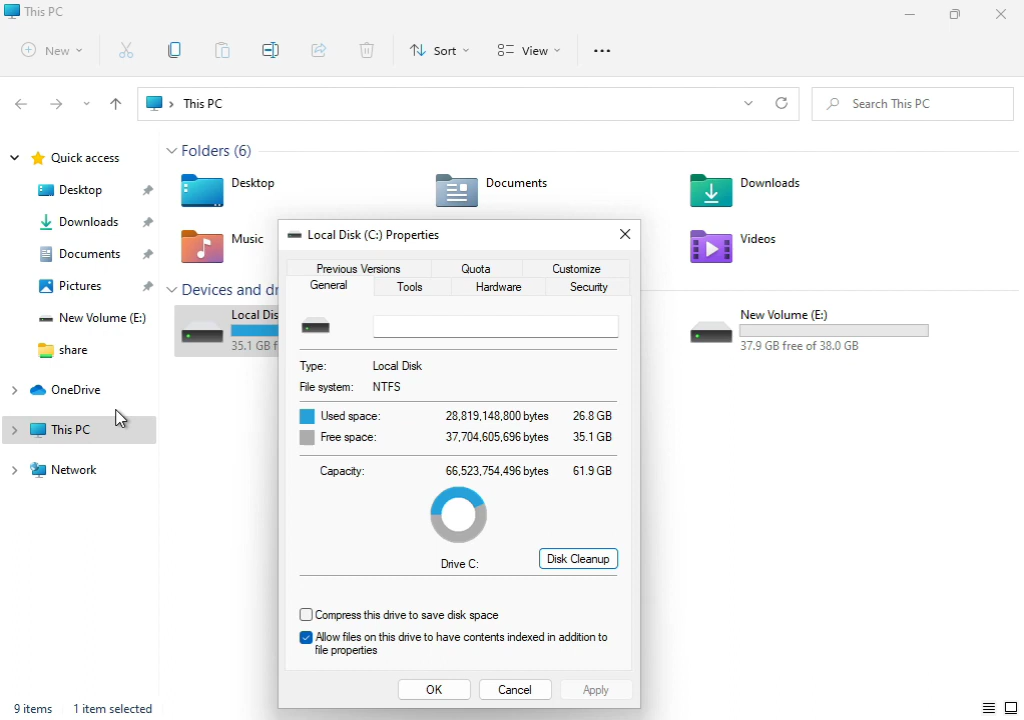 This PC
New
Sort
View
This PC
Search This PC
Quick access
Desktop
Downloads
Documents
Pictures
New Volume (E:)
share
OneDrive
This PC
Network
Folders (6)
Desktop
Documents
Downloads
Music
Videos
Devices and dr
Local Dis
35.1 GB f
New Volume (E:)
37.9 GB free of 38.0 GB
Local Disk (C:) Properties
Previous Versions
Quota
Customize
General
Tools
Hardware
Security
Type: Local Disk
File system: NTFS
Used space: 28,819,148,800 bytes 26.8 GB
Free space: 37,704,605,696 bytes 35.1 GB
Capacity: 66,523,754,496 bytes 61.9 GB
Drive C:
Disk Cleanup
Compress this drive to save disk space
Allow files on this drive to have contents indexed in addition to
file properties
OK
Cancel
Apply
9 items 1 item selected